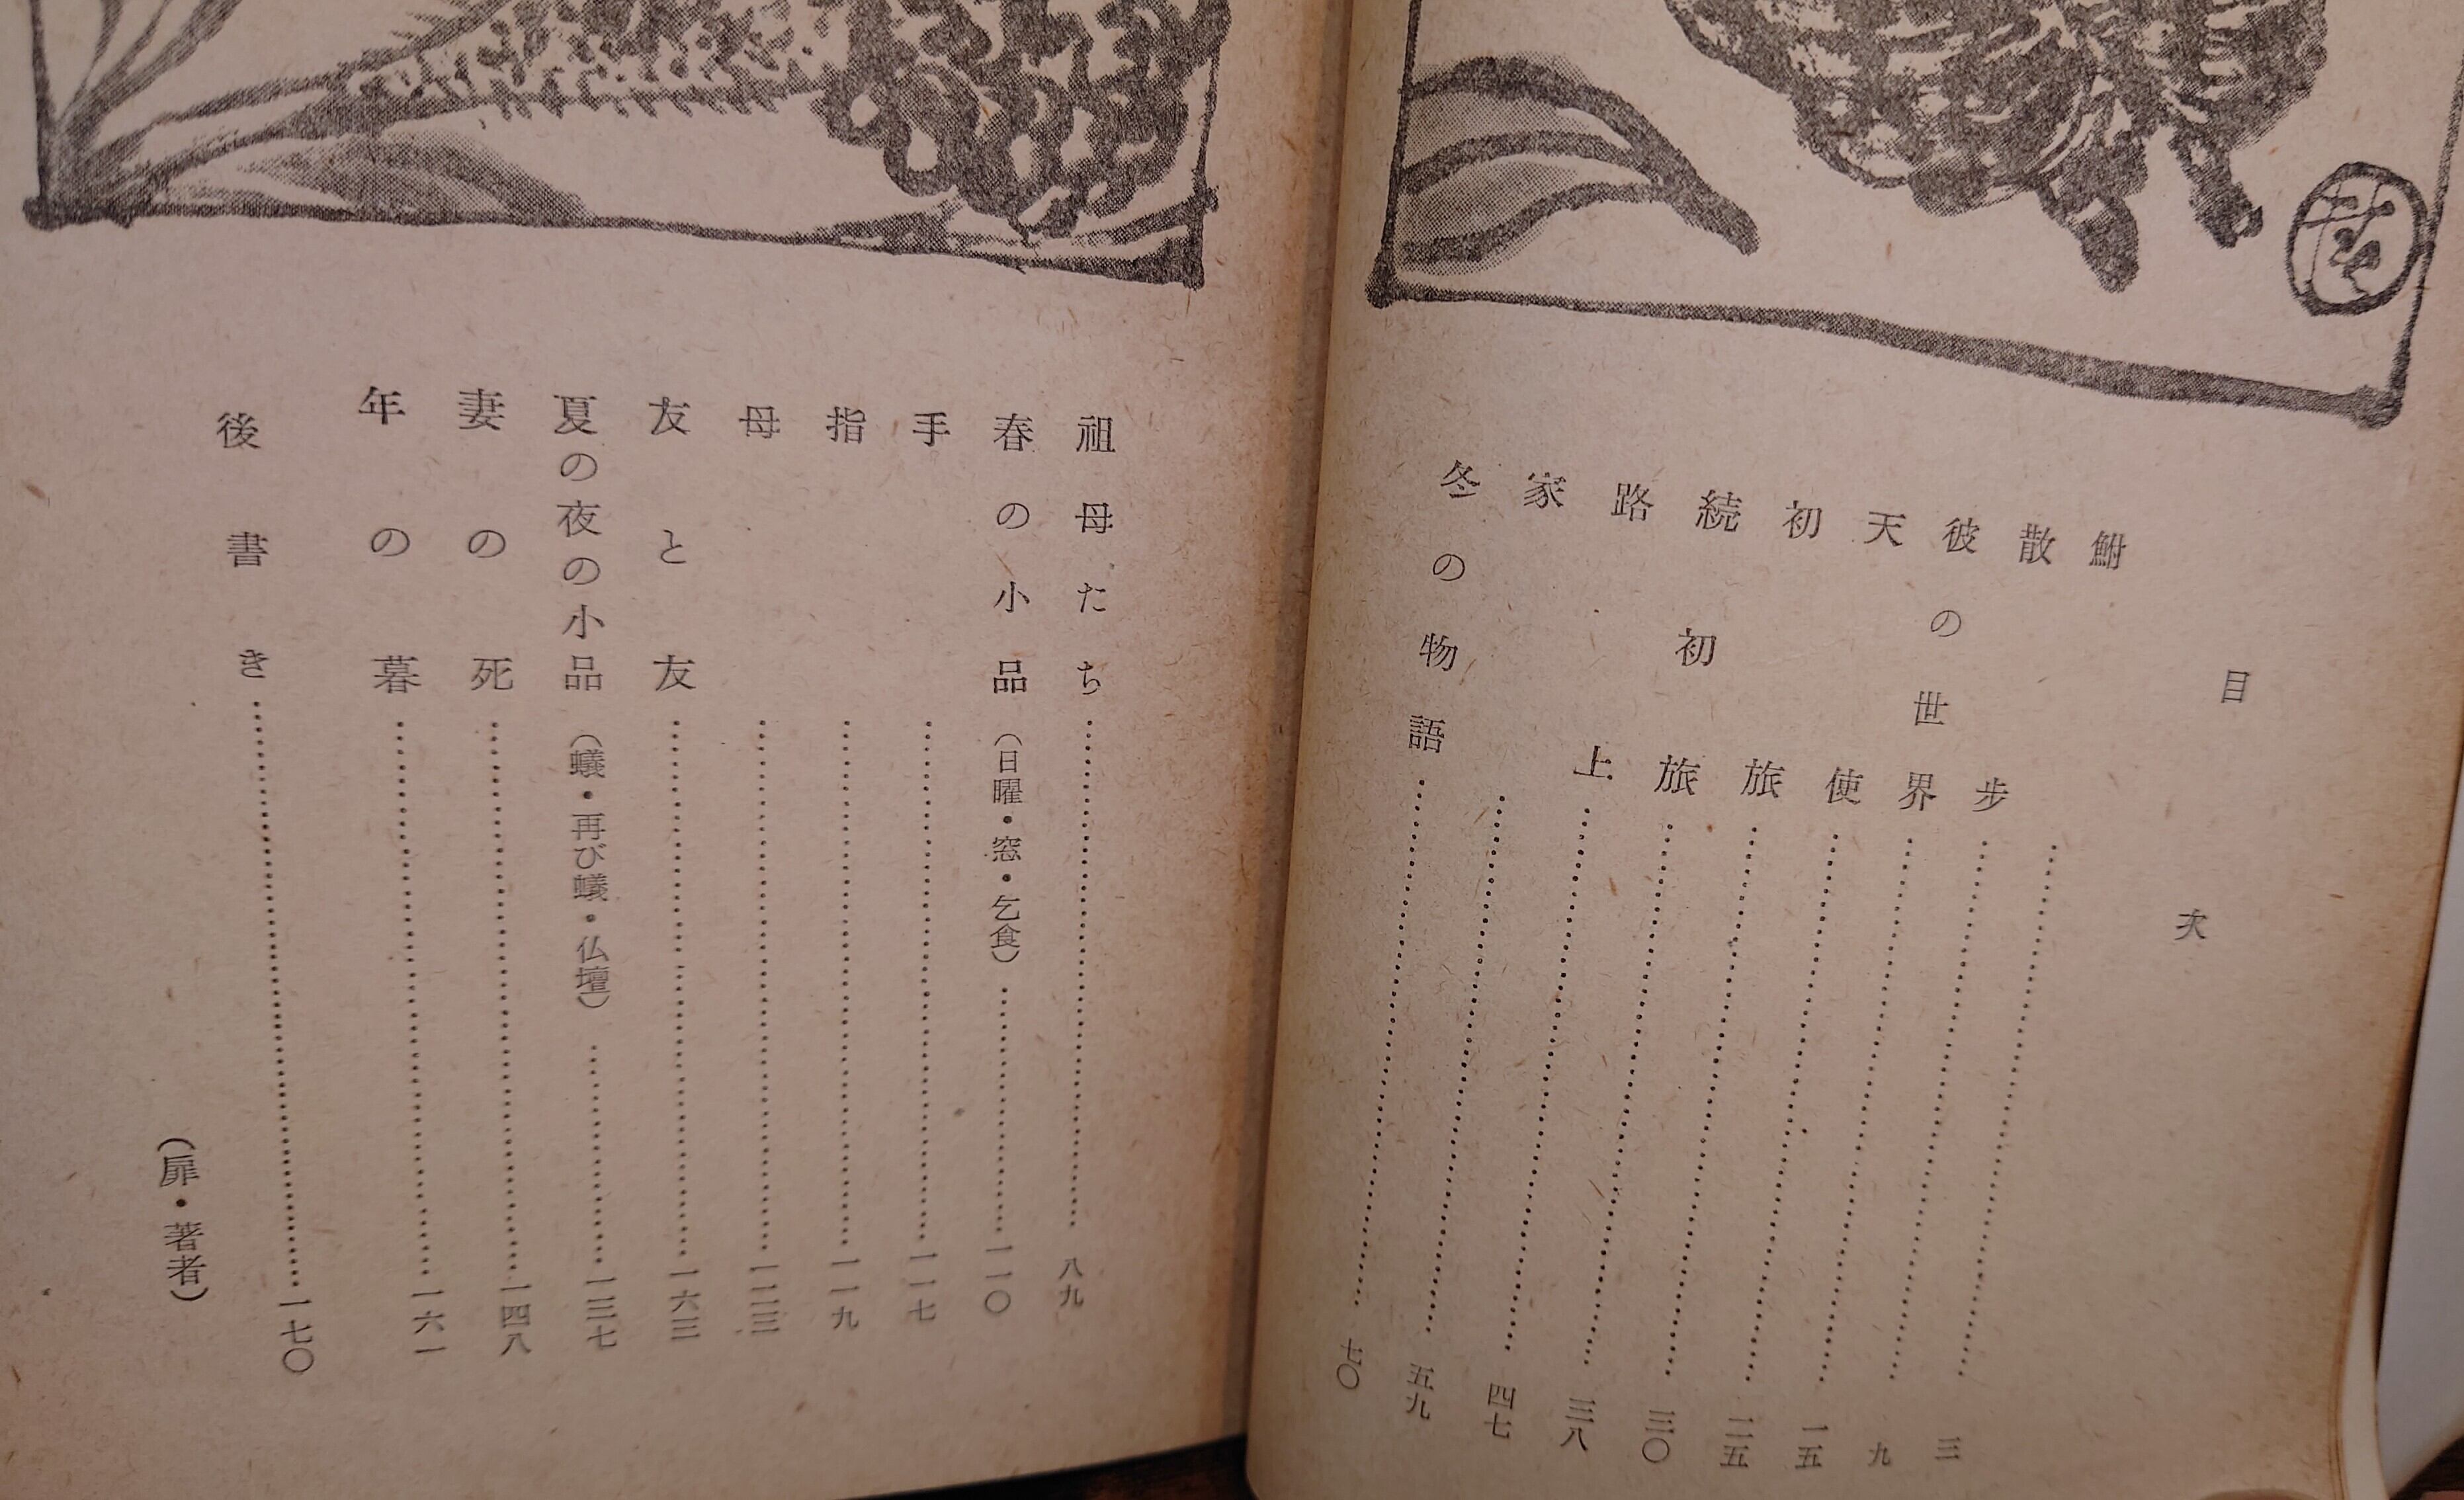 目次
鮒……三
散歩……九
彼の世界……一五
天使……二五
初旅……三〇
続初旅……三八
路上……四七
家……五九
冬の物語……七〇
祖母たち……八九
春の小品（日曜・窓・乞食）……一一〇
手……一一七
指……一一九
母……一二三
友と友……一六三
夏の夜の小品（蟻・再び蟻・仏壇）……一三七
妻の死……一四八
年の暮……一六一
後書き……一七〇
（扉・著者）